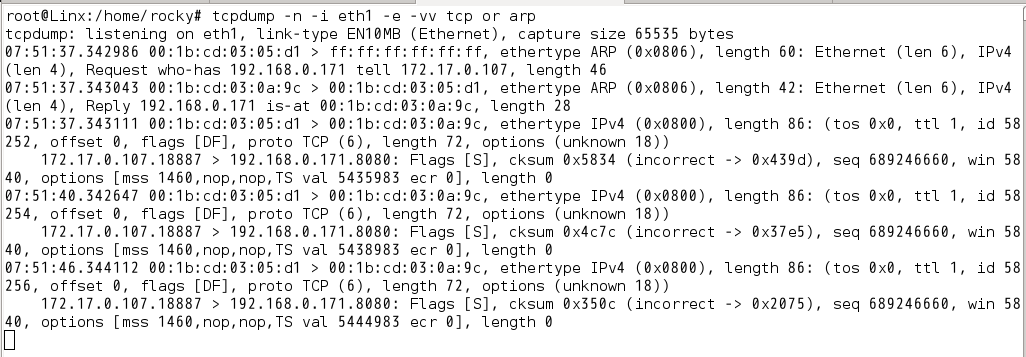 root@Linx:/home/rocky# tcpdump -n -i eth1 -e -vv tcp or arp
tcpdump: listening on eth1, link-type EN10MB (Ethernet), capture size 65535 bytes
07:51:37.342986 00:1b:cd:03:05:d1 > ff:ff:ff:ff:ff:ff, ethertype ARP (0x0806), length 60: Ethernet (len 6), IPv4
(len 4), Request who-has 192.168.0.171 tell 172.17.0.107, length 46
07:51:37.343043 00:1b:cd:03:0a:9c > 00:1b:cd:03:05:d1, ethertype ARP (0x0806), length 42: Ethernet (len 6), IPv4
(len 4), Reply 192.168.0.171 is-at 00:1b:cd:03:0a:9c, length 28
07:51:37.343111 00:1b:cd:03:05:d1 > 00:1b:cd:03:0a:9c, ethertype IPv4 (0x0800), length 86: (tos 0x0, ttl 1, id 58
252, offset 0, flags [DF], proto TCP (6), length 72, options (unknown 18))
172.17.0.107.18887 > 192.168.0.171.8080: Flags [S], cksum 0x5834 (incorrect -> 0x439d), seq 689246660, win 58
40, options [mss 1460,nop,nop,TS val 5435983 ecr 0], length 0
07:51:40.342647 00:1b:cd:03:05:d1 > 00:1b:cd:03:0a:9c, ethertype IPv4 (0x0800), length 86: (tos 0x0, ttl 1, id 58
254, offset 0, flags [DF], proto TCP (6), length 72, options (unknown 18))
172.17.0.107.18887 > 192.168.0.171.8080: Flags [S], cksum 0x4c7c (incorrect -> 0x37e5), seq 689246660, win 58
40, options [mss 1460,nop,nop,TS val 5438983 ecr 0], length 0
07:51:46.344112 00:1b:cd:03:05:d1 > 00:1b:cd:03:0a:9c, ethertype IPv4 (0x0800), length 86: (tos 0x0, ttl 1, id 58
256, offset 0, flags [DF], proto TCP (6), length 72, options (unknown 18))
172.17.0.107.18887 > 192.168.0.171.8080: Flags [S], cksum 0x350c (incorrect -> 0x2075), seq 689246660, win 58
40, options [mss 1460,nop,nop,TS val 5444983 ecr 0], length 0